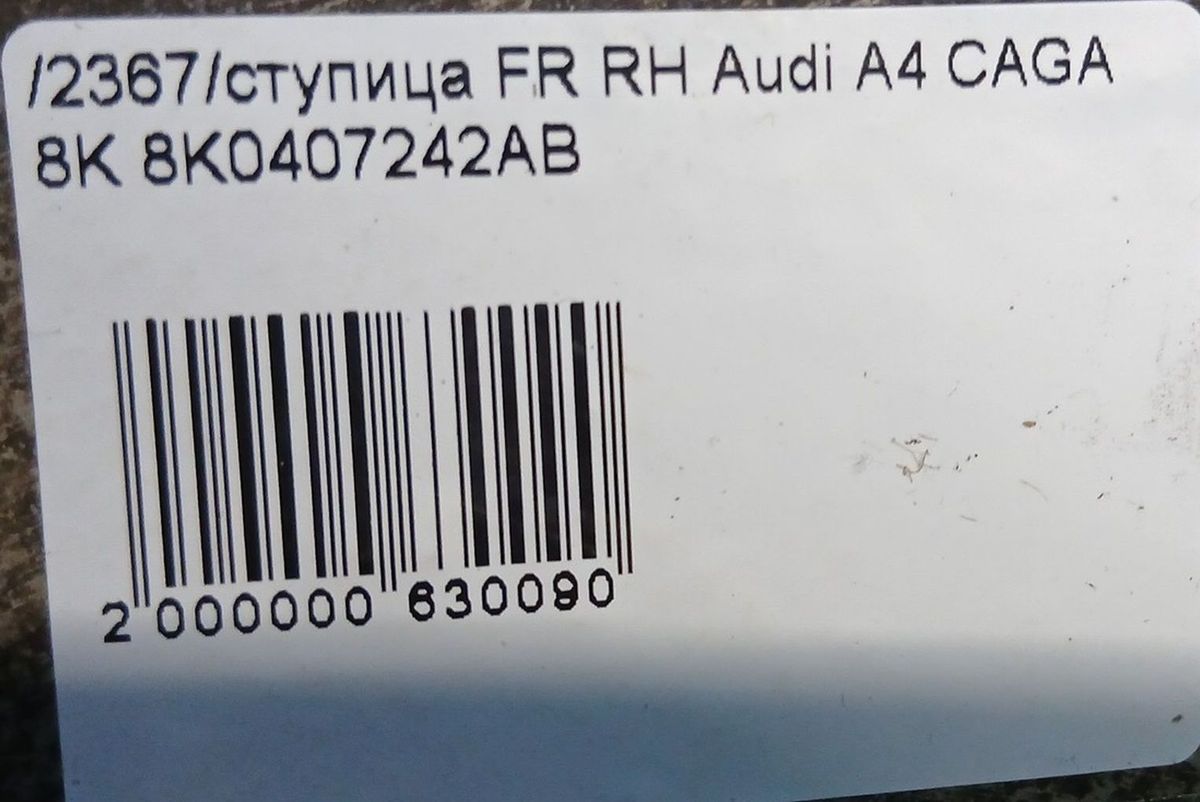 /2367/ступица FR RH Audi A4 CAGA
8K 8K0407242AB
2 000000 630090